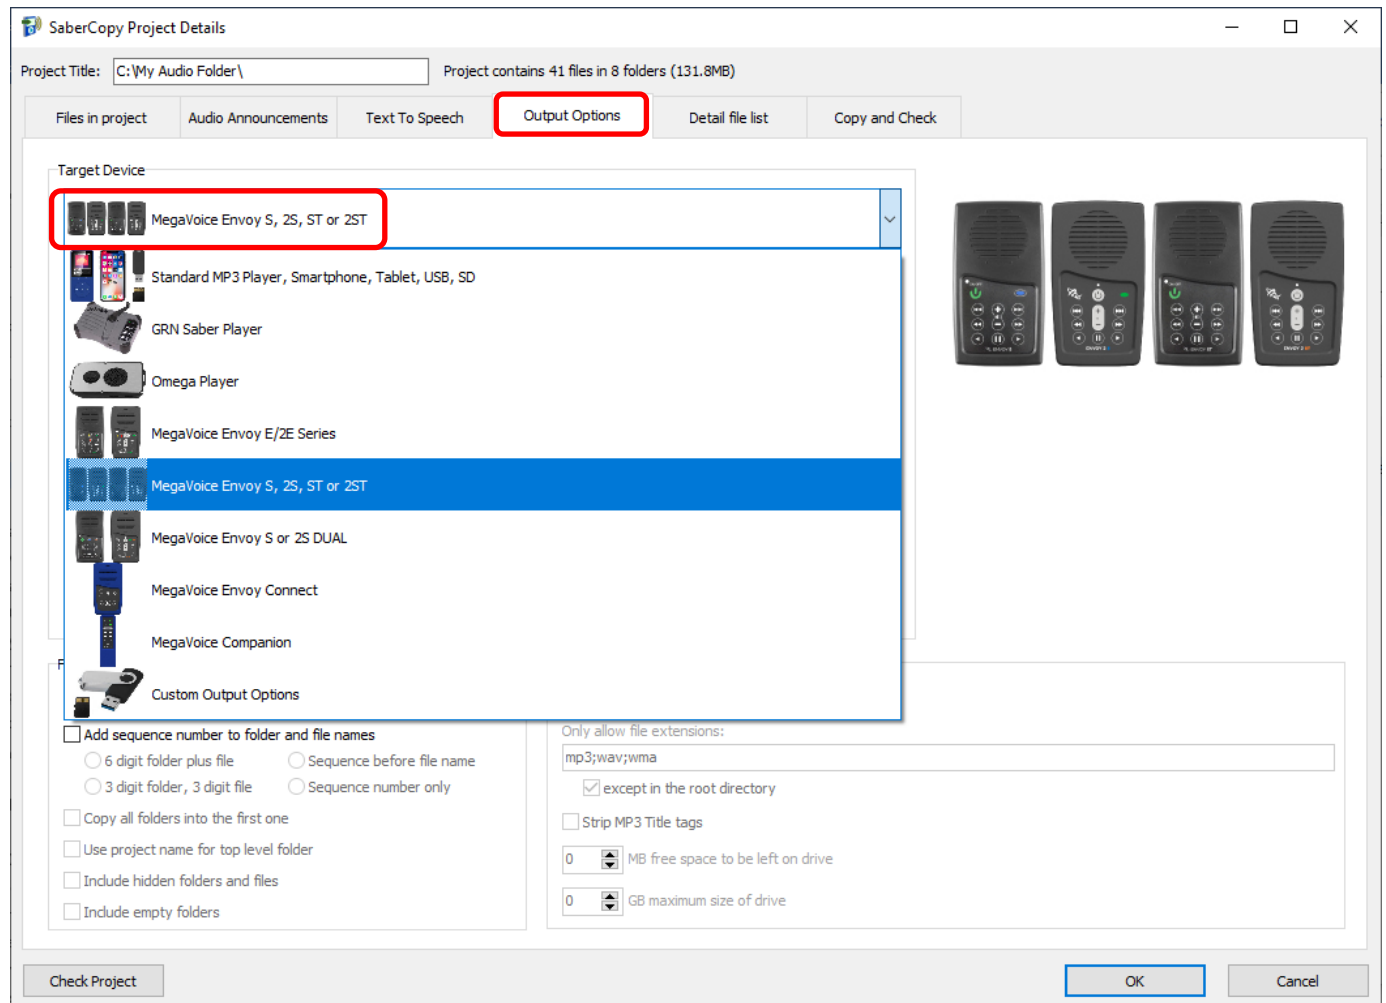 SaberCopy Project Details
Project Title: C:\My Audio Folder\ Project contains 41 files in 8 folders (131.8MB)
Files in project Audio Announcements Text To Speech Output Options Detail file list Copy and Check
Target Device
MegaVoice Envoy S, 2S, ST or 2ST
Standard MP3 Player, Smartphone, Tablet, USB, SD
GRN Saber Player
Omega Player
MegaVoice Envoy E/2E Series
MegaVoice Envoy S, 2S, ST or 2ST
MegaVoice Envoy S or 2S DUAL
MegaVoice Envoy Connect
MegaVoice Companion
Custom Output Options
Add sequence number to folder and file names
6 digit folder plus file Sequence before file name
3 digit folder, 3 digit file Sequence number only
Copy all folders into the first one
Use project name for top level folder
Include hidden folders and files
Include empty folders
Only allow file extensions:
mp3;wav;wma
except in the root directory
Strip MP3 Title tags
0 MB free space to be left on drive
0 GB maximum size of drive
Check Project OK Cancel